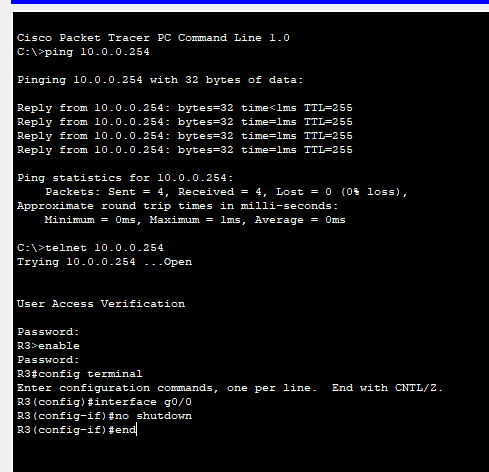 Cisco Packet Tracer PC Command Line 1.0
C:\>ping 10.0.0.254
Pinging 10.0.0.254 with 32 bytes of data:
Reply from 10.0.0.254: bytes=32 time<1ms TTL=255
Reply from 10.0.0.254: bytes=32 time=1ms TTL=255
Reply from 10.0.0.254: bytes=32 time=1ms TTL=255
Reply from 10.0.0.254: bytes=32 time=1ms TTL=255
Ping statistics for 10.0.0.254:
Packets: Sent = 4, Received = 4, Lost = 0 (0% loss),
Approximate round trip times in milli-seconds:
Minimum = 0ms, Maximum = 1ms, Average = 0ms
C:\>telnet 10.0.0.254
Trying 10.0.0.254 ...Open
User Access Verification
Password:
R3>enable
Password:
R3#config terminal
Enter configuration commands, one per line.  End with CNTL/Z.
R3(config)#interface g0/0
R3(config-if)#no shutdown
R3(config-if)#end